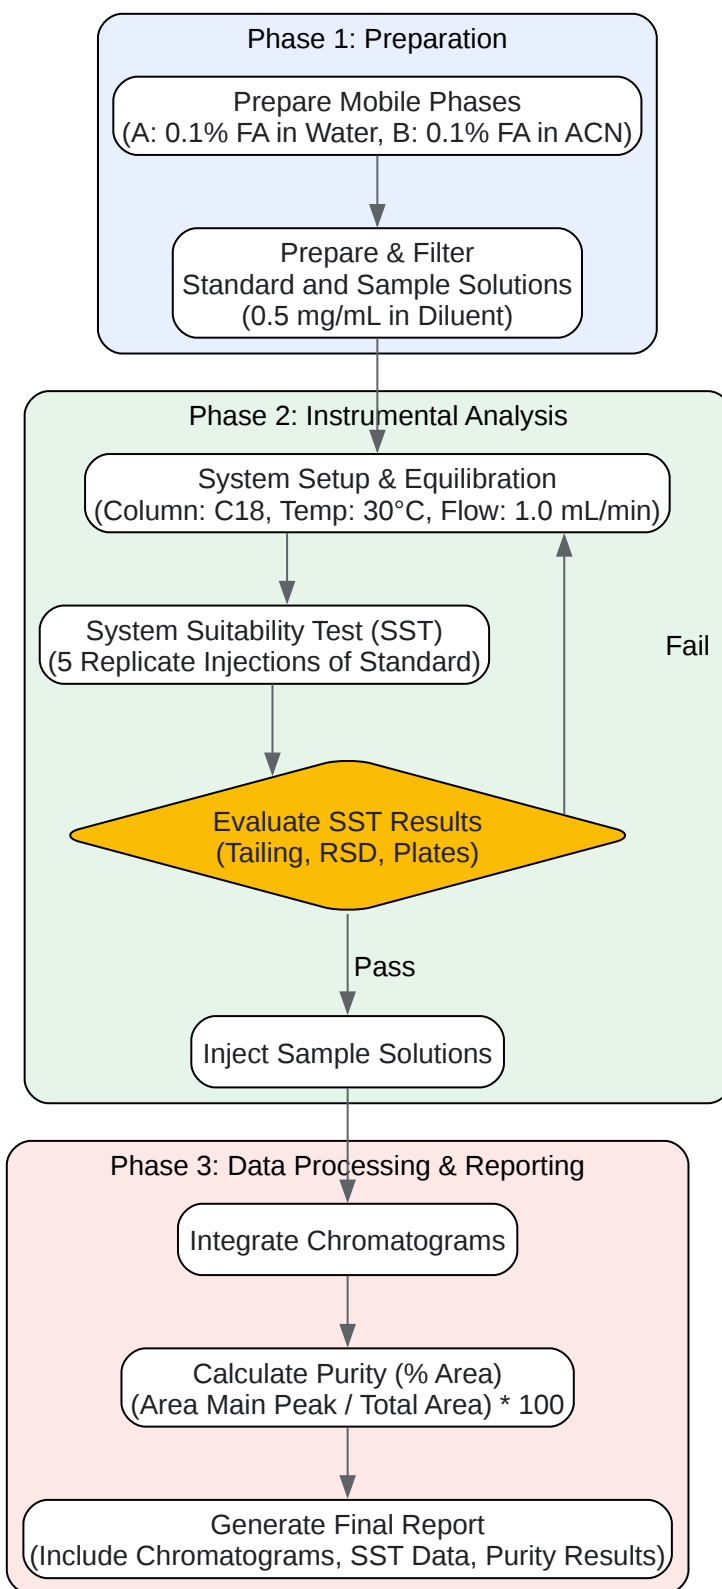 Phase 1: Preparation
Prepare Mobile Phases
(A: 0.1% FA in Water, B: 0.1% FA in ACN)
Prepare & Filter
Standard and Sample Solutions
(0.5 mg/mL in Diluent)
Phase 2: Instrumental Analysis
System Setup & Equilibration
(Column: C18, Temp: 30°C, Flow: 1.0 mL/min)
System Suitability Test (SST)
(5 Replicate Injections of Standard)
Fail
Evaluate SST Results
(Tailing, RSD, Plates)
Pass
Inject Sample Solutions
Phase 3: Data Processing & Reporting
Integrate Chromatograms
Calculate Purity (% Area)
(Area Main Peak / Total Area) * 100
Generate Final Report
(Include Chromatograms, SST Data, Purity Results)